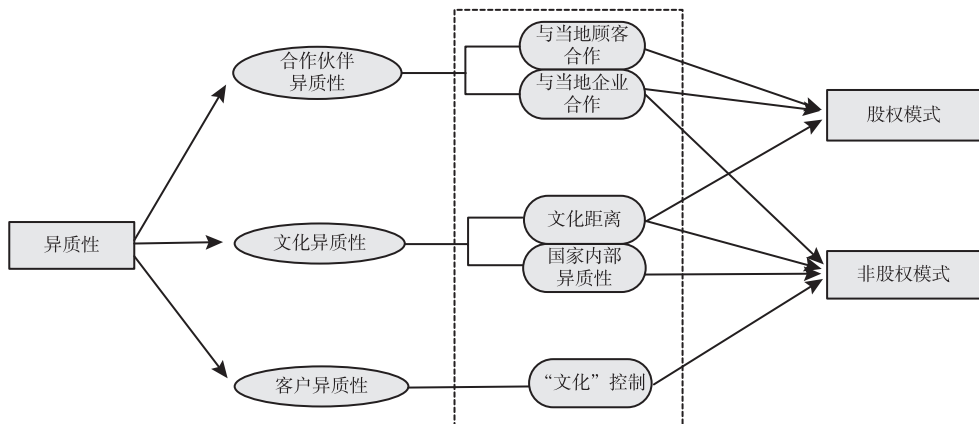 合作伙伴
异质性
与当地顾客
合作
与当地企业
合作
股权模式
异质性
文化异质性
文化距离
国家内部
异质性
非股权模式
客户异质性
“文化”控制